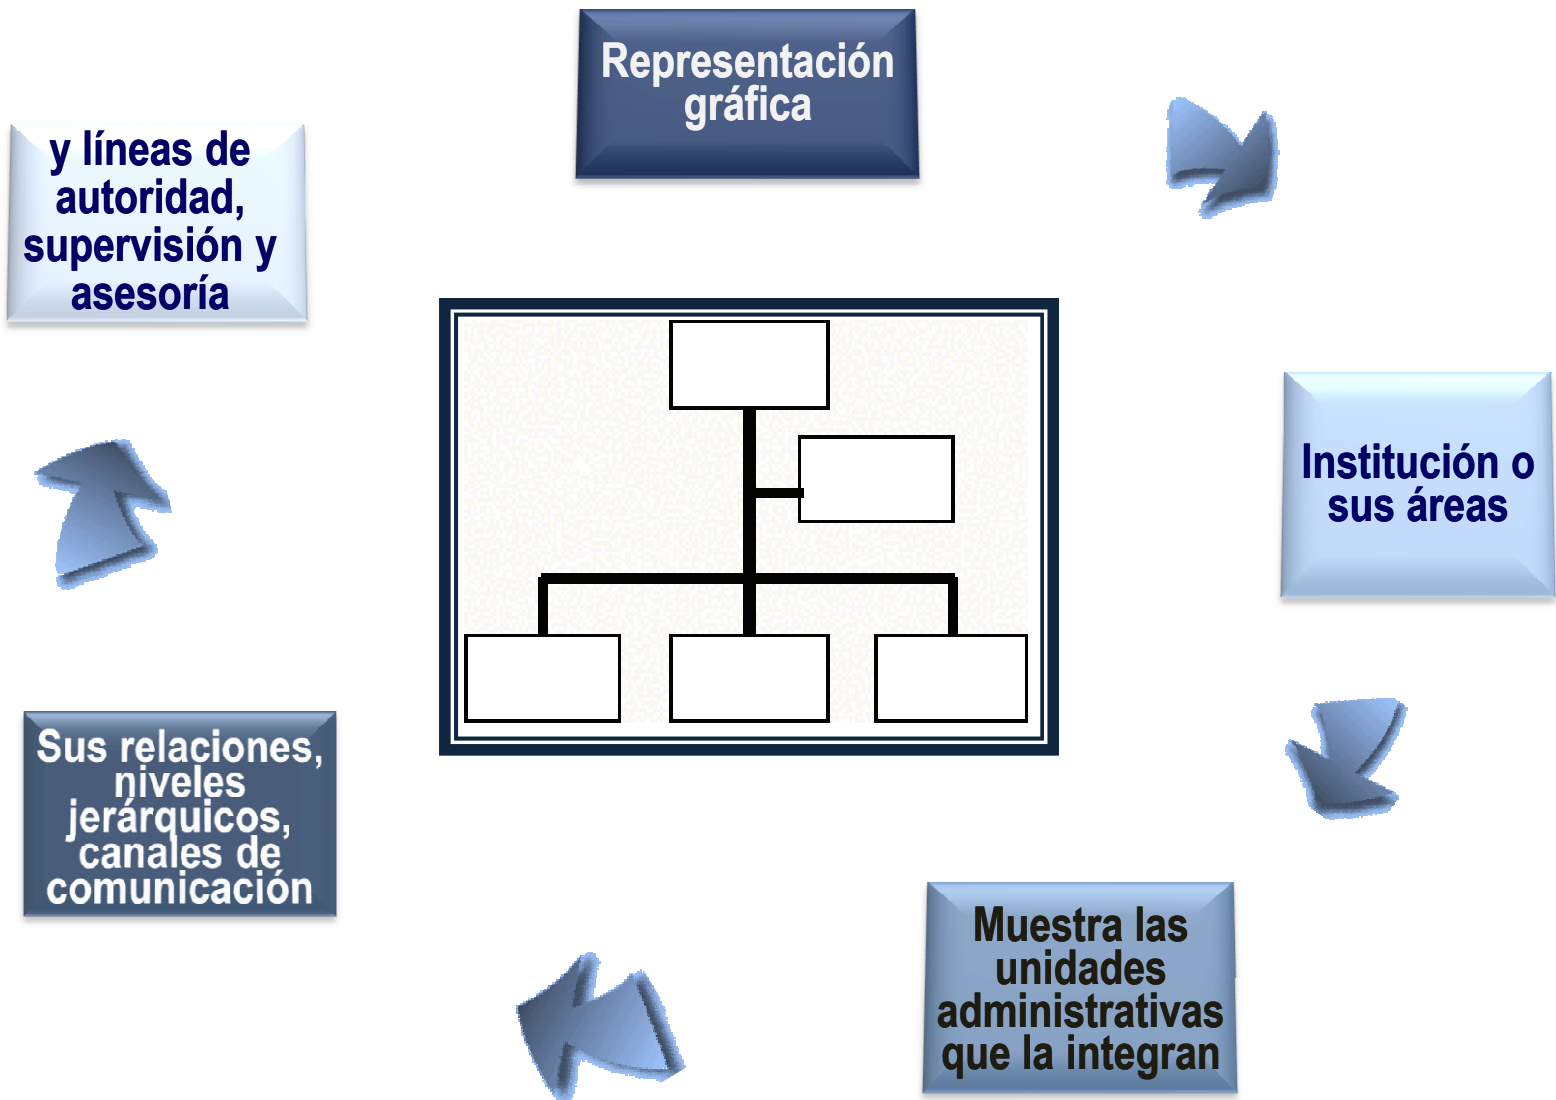 Representación
gráfica
Institución o
sus áreas
Muestra las
unidades
administrativas
que la integran
Sus relaciones,
niveles
jerárquicos,
canales de
comunicación
y líneas de
autoridad,
supervisión y
asesoría